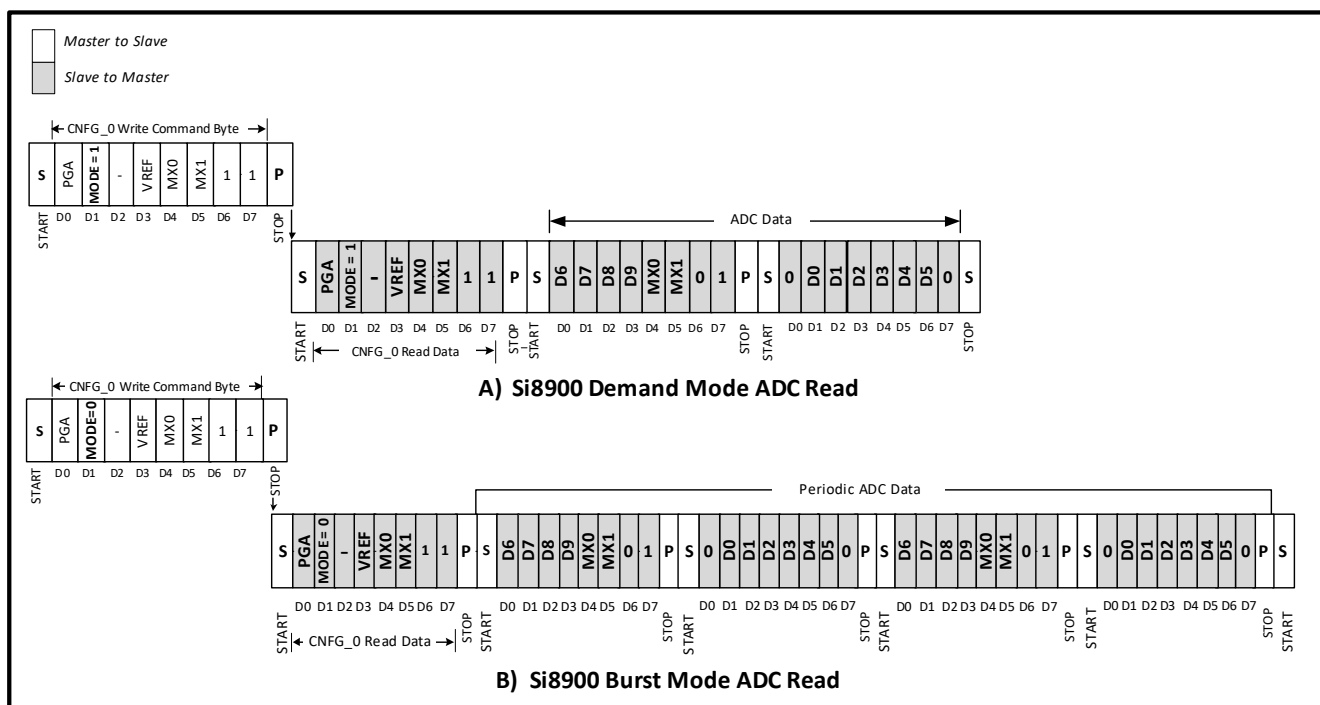 Master to Slave
Slave to Master
CNFG_0 Write Command Byte
S PGA MODE = 1 - VREF MX0 MX1 1 1 P
START D0 D1 D2 D3 D4 D5 D6 D7 STOP
ADC Data
S PGA MODE = 1 - VREF MX0 MX1 1 1 P S D6 D7 D8 D9 MX0 MX1 0 1 P S 0 D0 D1 D2 D3 D4 D5 0 S
START D0 D1 D2 D3 D4 D5 D6 D7 STOP START D0 D1 D2 D3 D4 D5 D6 D7 STOP START D0 D1 D2 D3 D4 D5 D6 D7 STOP
CNFG_0 Read Data
A) Si8900 Demand Mode ADC Read
CNFG_0 Write Command Byte
S PGA MODE=0 - VREF MX0 MX1 1 1 P
START D0 D1 D2 D3 D4 D5 D6 D7 STOP
Periodic ADC Data
S PGA MODE= 0 - VREF MX0 MX1 1 1 P S D6 D7 D8 D9 MX0 MX1 0 1 P S 0 D0 D1 D2 D3 D4 D5 0 P S D6 D7 D8 D9 MX0 MX1 0 1 P S 0 D0 D1 D2 D3 D4 D5 0 P S
START D0 D1 D2 D3 D4 D5 D6 D7 STOP START D0 D1 D2 D3 D4 D5 D6 D7 STOP START D0 D1 D2 D3 D4 D5 D6 D7 STOP START D0 D1 D2 D3 D4 D5 D6 D7 STOP START D0 D1 D2 D3 D4 D5 D6 D7 STOP START
CNFG_0 Read Data
B) Si8900 Burst Mode ADC Read